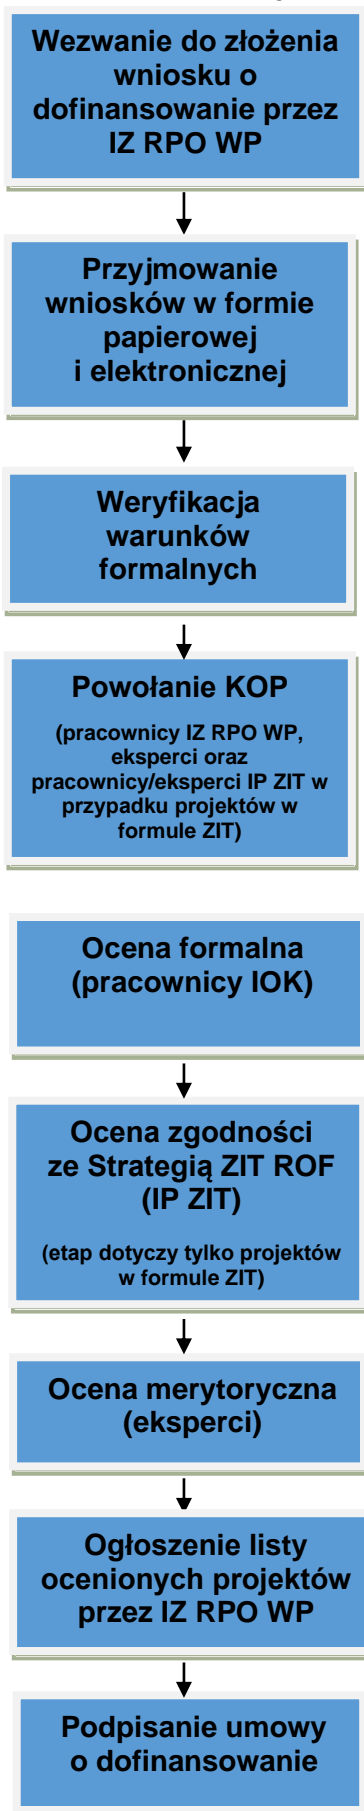 Wezwanie do złożenia
wniosku o
dofinansowanie przez
IZ RPO WP
Przyjmowanie
wniosków w formie
papierowej
i elektronicznej
Weryfikacja
warunków
formalnych
Powołanie KOP
(pracownicy IZ RPO WP,
eksperci oraz
pracownicy/eksperci IP ZIT w
przypadku projektów w
formule ZIT)
Ocena formalna
(pracownicy IOK)
Ocena zgodności
ze Strategią ZIT ROF
(IP ZIT)
(etap dotyczy tylko projektów
w formule ZIT)
Ocena merytoryczna
(eksperci)
Ogłoszenie listy
ocenionych projektów
przez IZ RPO WP
Podpisanie umowy
o dofinansowanie